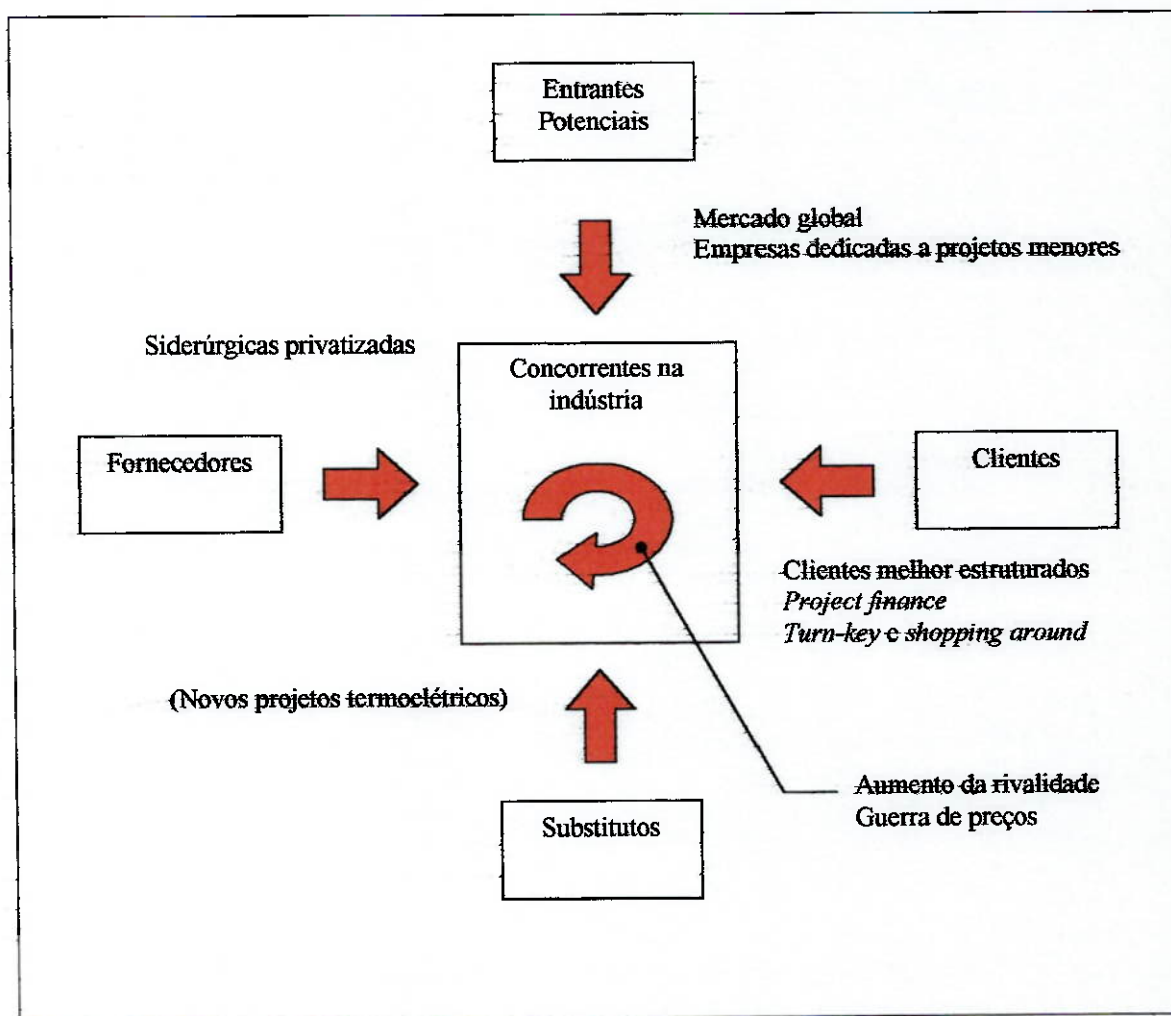 Entrantes
Potenciais
Mercado global
Empresas dedicadas a projetos menores
Siderúrgicas privatizadas
Concorrentes na
indústria
Fornecedores
Clientes
Clientes melhor estruturados
Project finance
Turn-key e shopping around
(Novos projetos termoelétricos)
Aumento da rivalidade
Guerra de preços
Substitutos